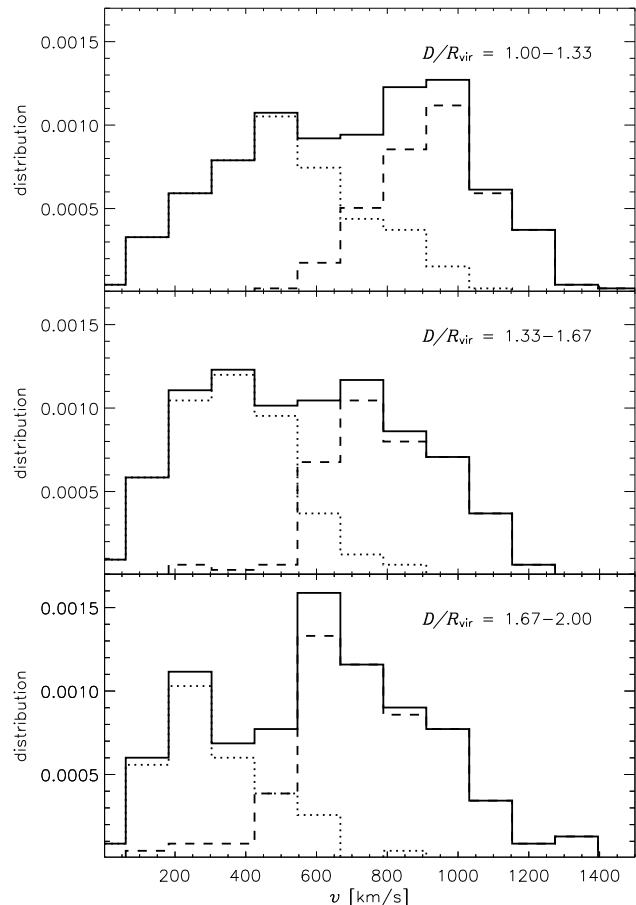 0.0015
D/Rvir = 1.00−1.33
0.0010
0.0005
distribution
0.0015
D/Rvir = 1.33−1.67
0.0010
0.0005
distribution
0.0015
D/Rvir = 1.67−2.00
0.0010
0.0005
distribution
200 400 600 800 1000 1200 1400
v [km/s]